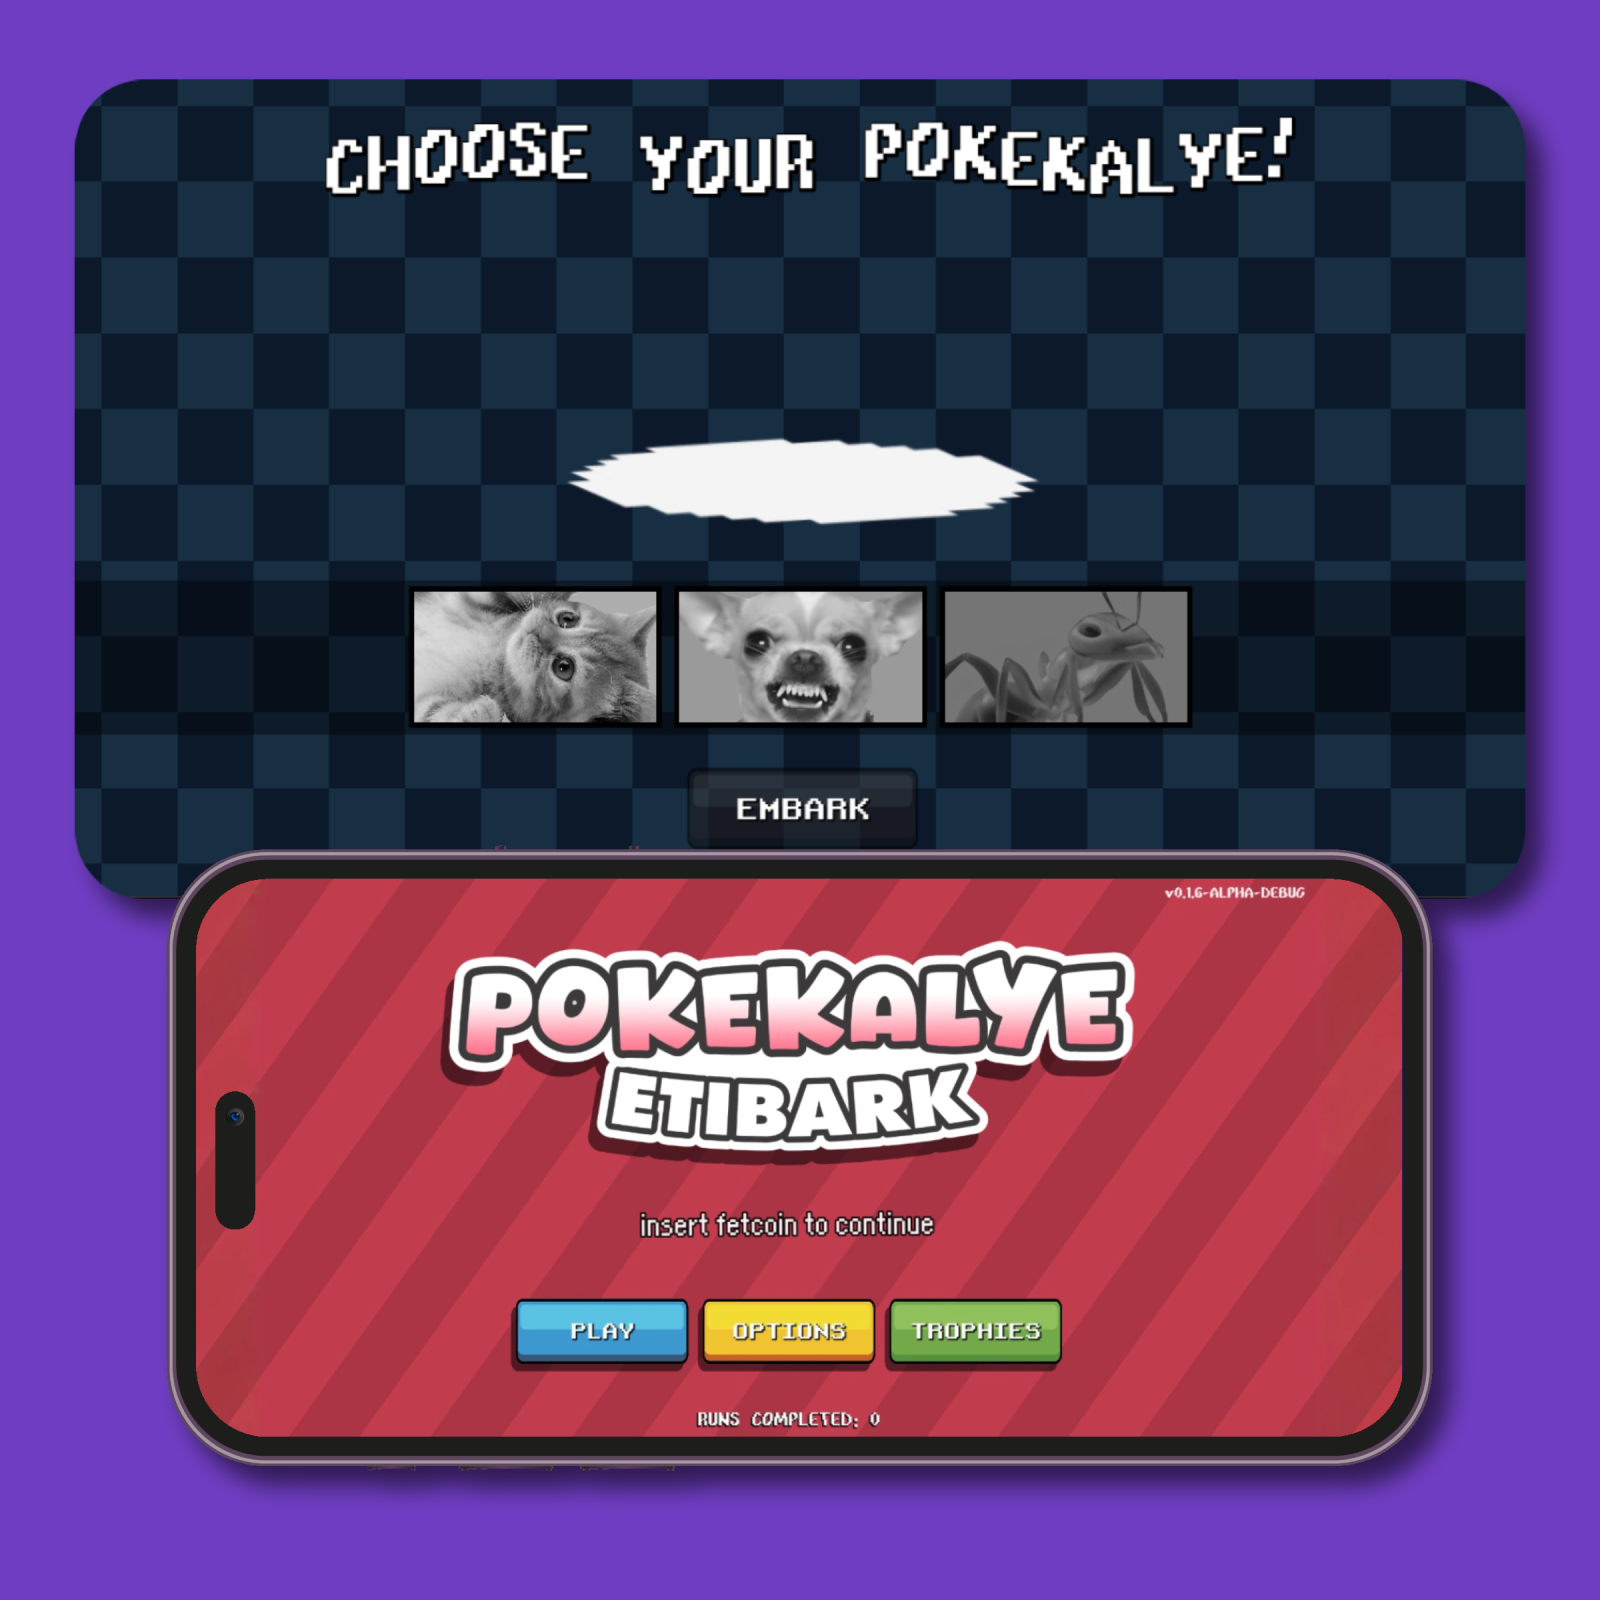 CHOOSE YOUR POKEKALYE!
EMBARK
v0.1.6-ALPHA-DEBUG
POKEKALYE
ETIBARK
insert fetcoin to continue
PLAY
OPTIONS
TROPHIES
RUNS COMPLETED: 0